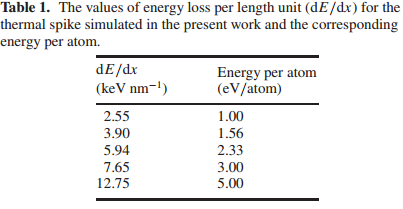 Table 1. The values of energy loss per length unit (dE/dx) for the
thermal spike simulated in the present work and the corresponding
energy per atom.
dE/dx Energy per atom
(keV nm⁻¹) (eV/atom)
2.55 1.00
3.90 1.56
5.94 2.33
7.65 3.00
12.75 5.00